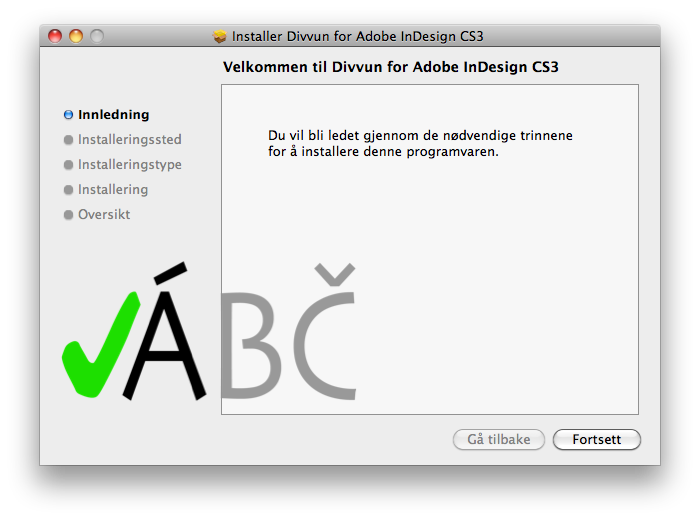 Installer Divvun for Adobe InDesign CS3
Velkommen til Divvun for Adobe InDesign CS3
Innledning
Installeringssted
Installeringstype
Installering
Oversikt
Du vil bli ledet gjennom de nødvendige trinnene
for å installere denne programvaren.
ÁBČ
Gå tilbake
Fortsett